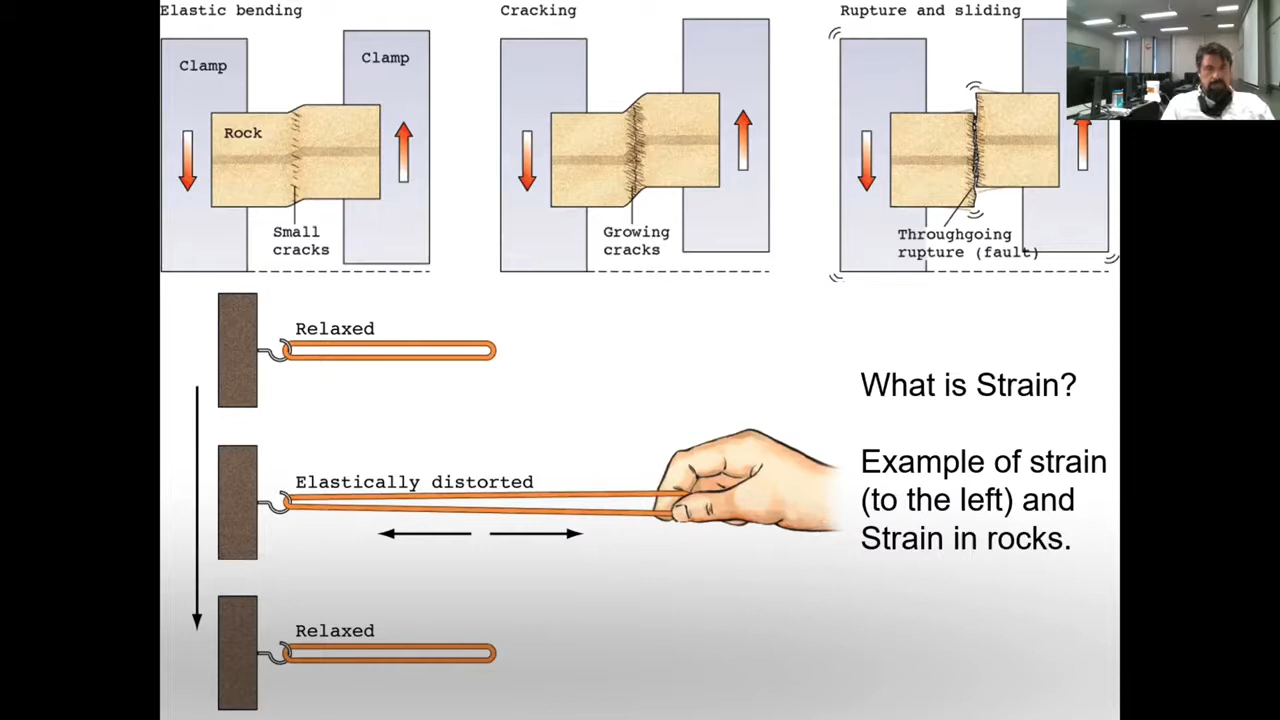 Elastic bending
Clamp
Clamp
Rock
Small
cracks
Cracking
Growing
cracks
Rupture and sliding
Throughgoing
rupture (fault)
Relaxed
Elastically distorted
Relaxed
What is Strain?
Example of strain
(to the left) and
Strain in rocks.